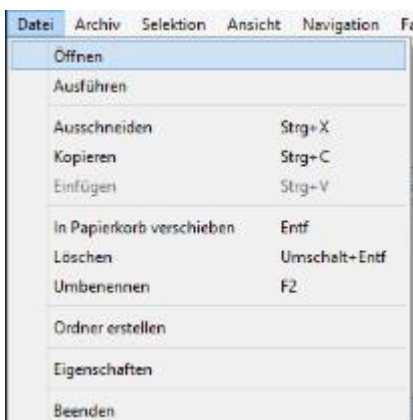 Datei Archiv Selektion Ansicht Navigation
Öffnen
Ausführen
Ausschneiden Strg+X
Kopieren Strg+C
Einfügen Strg+V
In Papierkorb verschieben Entf
Löschen Umschalt+Entf
Umbenennen F2
Ordner erstellen
Eigenschaften
Beenden